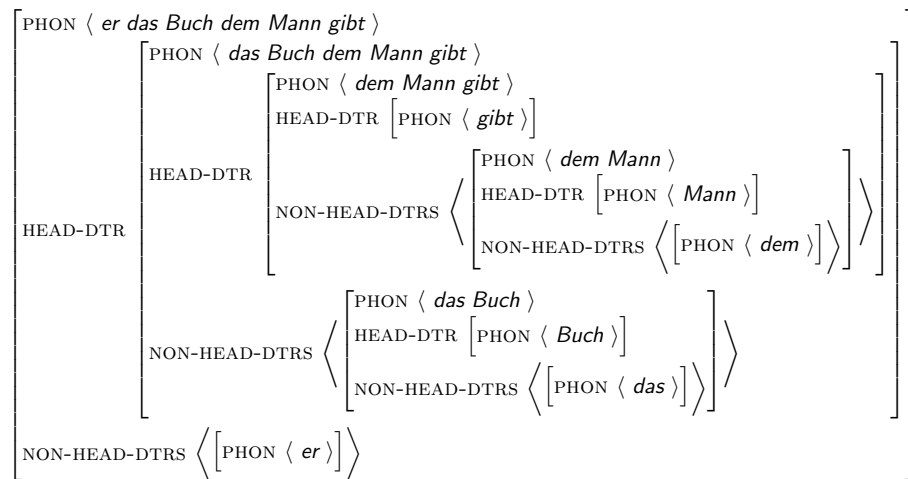 PHON ⟨ er das Buch dem Mann gibt ⟩
PHON ⟨ das Buch dem Mann gibt ⟩
PHON ⟨ dem Mann gibt ⟩
HEAD-DTR [PHON ⟨ gibt ⟩]
PHON ⟨ dem Mann ⟩
HEAD-DTR
HEAD-DTR [PHON ⟨ Mann ⟩]
NON-HEAD-DTRS
HEAD-DTR
NON-HEAD-DTRS ⟨[PHON ⟨ dem ⟩]⟩
PHON ⟨ das Buch ⟩
HEAD-DTR [PHON ⟨ Buch ⟩]
NON-HEAD-DTRS
NON-HEAD-DTRS ⟨[PHON ⟨ das ⟩]⟩
NON-HEAD-DTRS ⟨[PHON ⟨ er ⟩]⟩